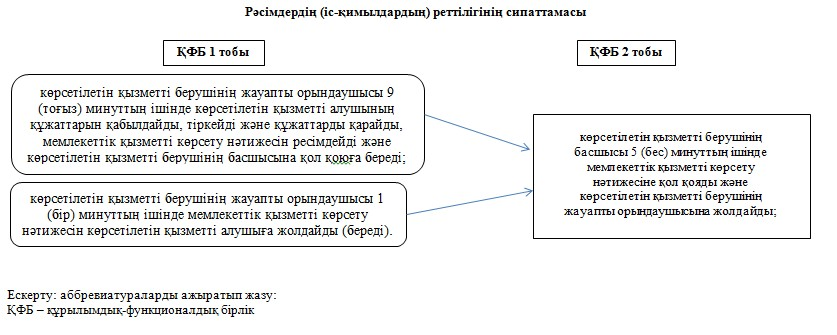 Рәсімдердің (іс-қимылдардың) реттілігінің сипаттамасы
ҚФБ 1 тобы
ҚФБ 2 тобы
көрсетілетін қызметті берушінің жауапты орындаушысы 9
(тоғыз) минуттың ішінде көрсетілетін қызметті алушының
құжаттарын қабылдайды, тіркейді және құжаттарды қарайды,
мемлекеттік қызметті көрсету нәтижесін ресімдейді және
көрсетілетін қызметті берушінің басшысына қол қоюға береді;
көрсетілетін қызметті берушінің жауапты орындаушысы 1
(бір) минуттың ішінде мемлекеттік қызметті көрсету
нәтижесін көрсетілетін қызметті алушыға жолдайды (береді).
көрсетілетін қызметті берушінің
басшысы 5 (бес) минуттың ішінде
мемлекеттік қызметті көрсету
нәтижесіне қол қояды және
көрсетілетін қызметті берушінің
жауапты орындаушысына жолдайды;
Ескерту: аббревиатураларды ажыратып жазу:
ҚФБ – құрылымдық-функционалдық бірлік